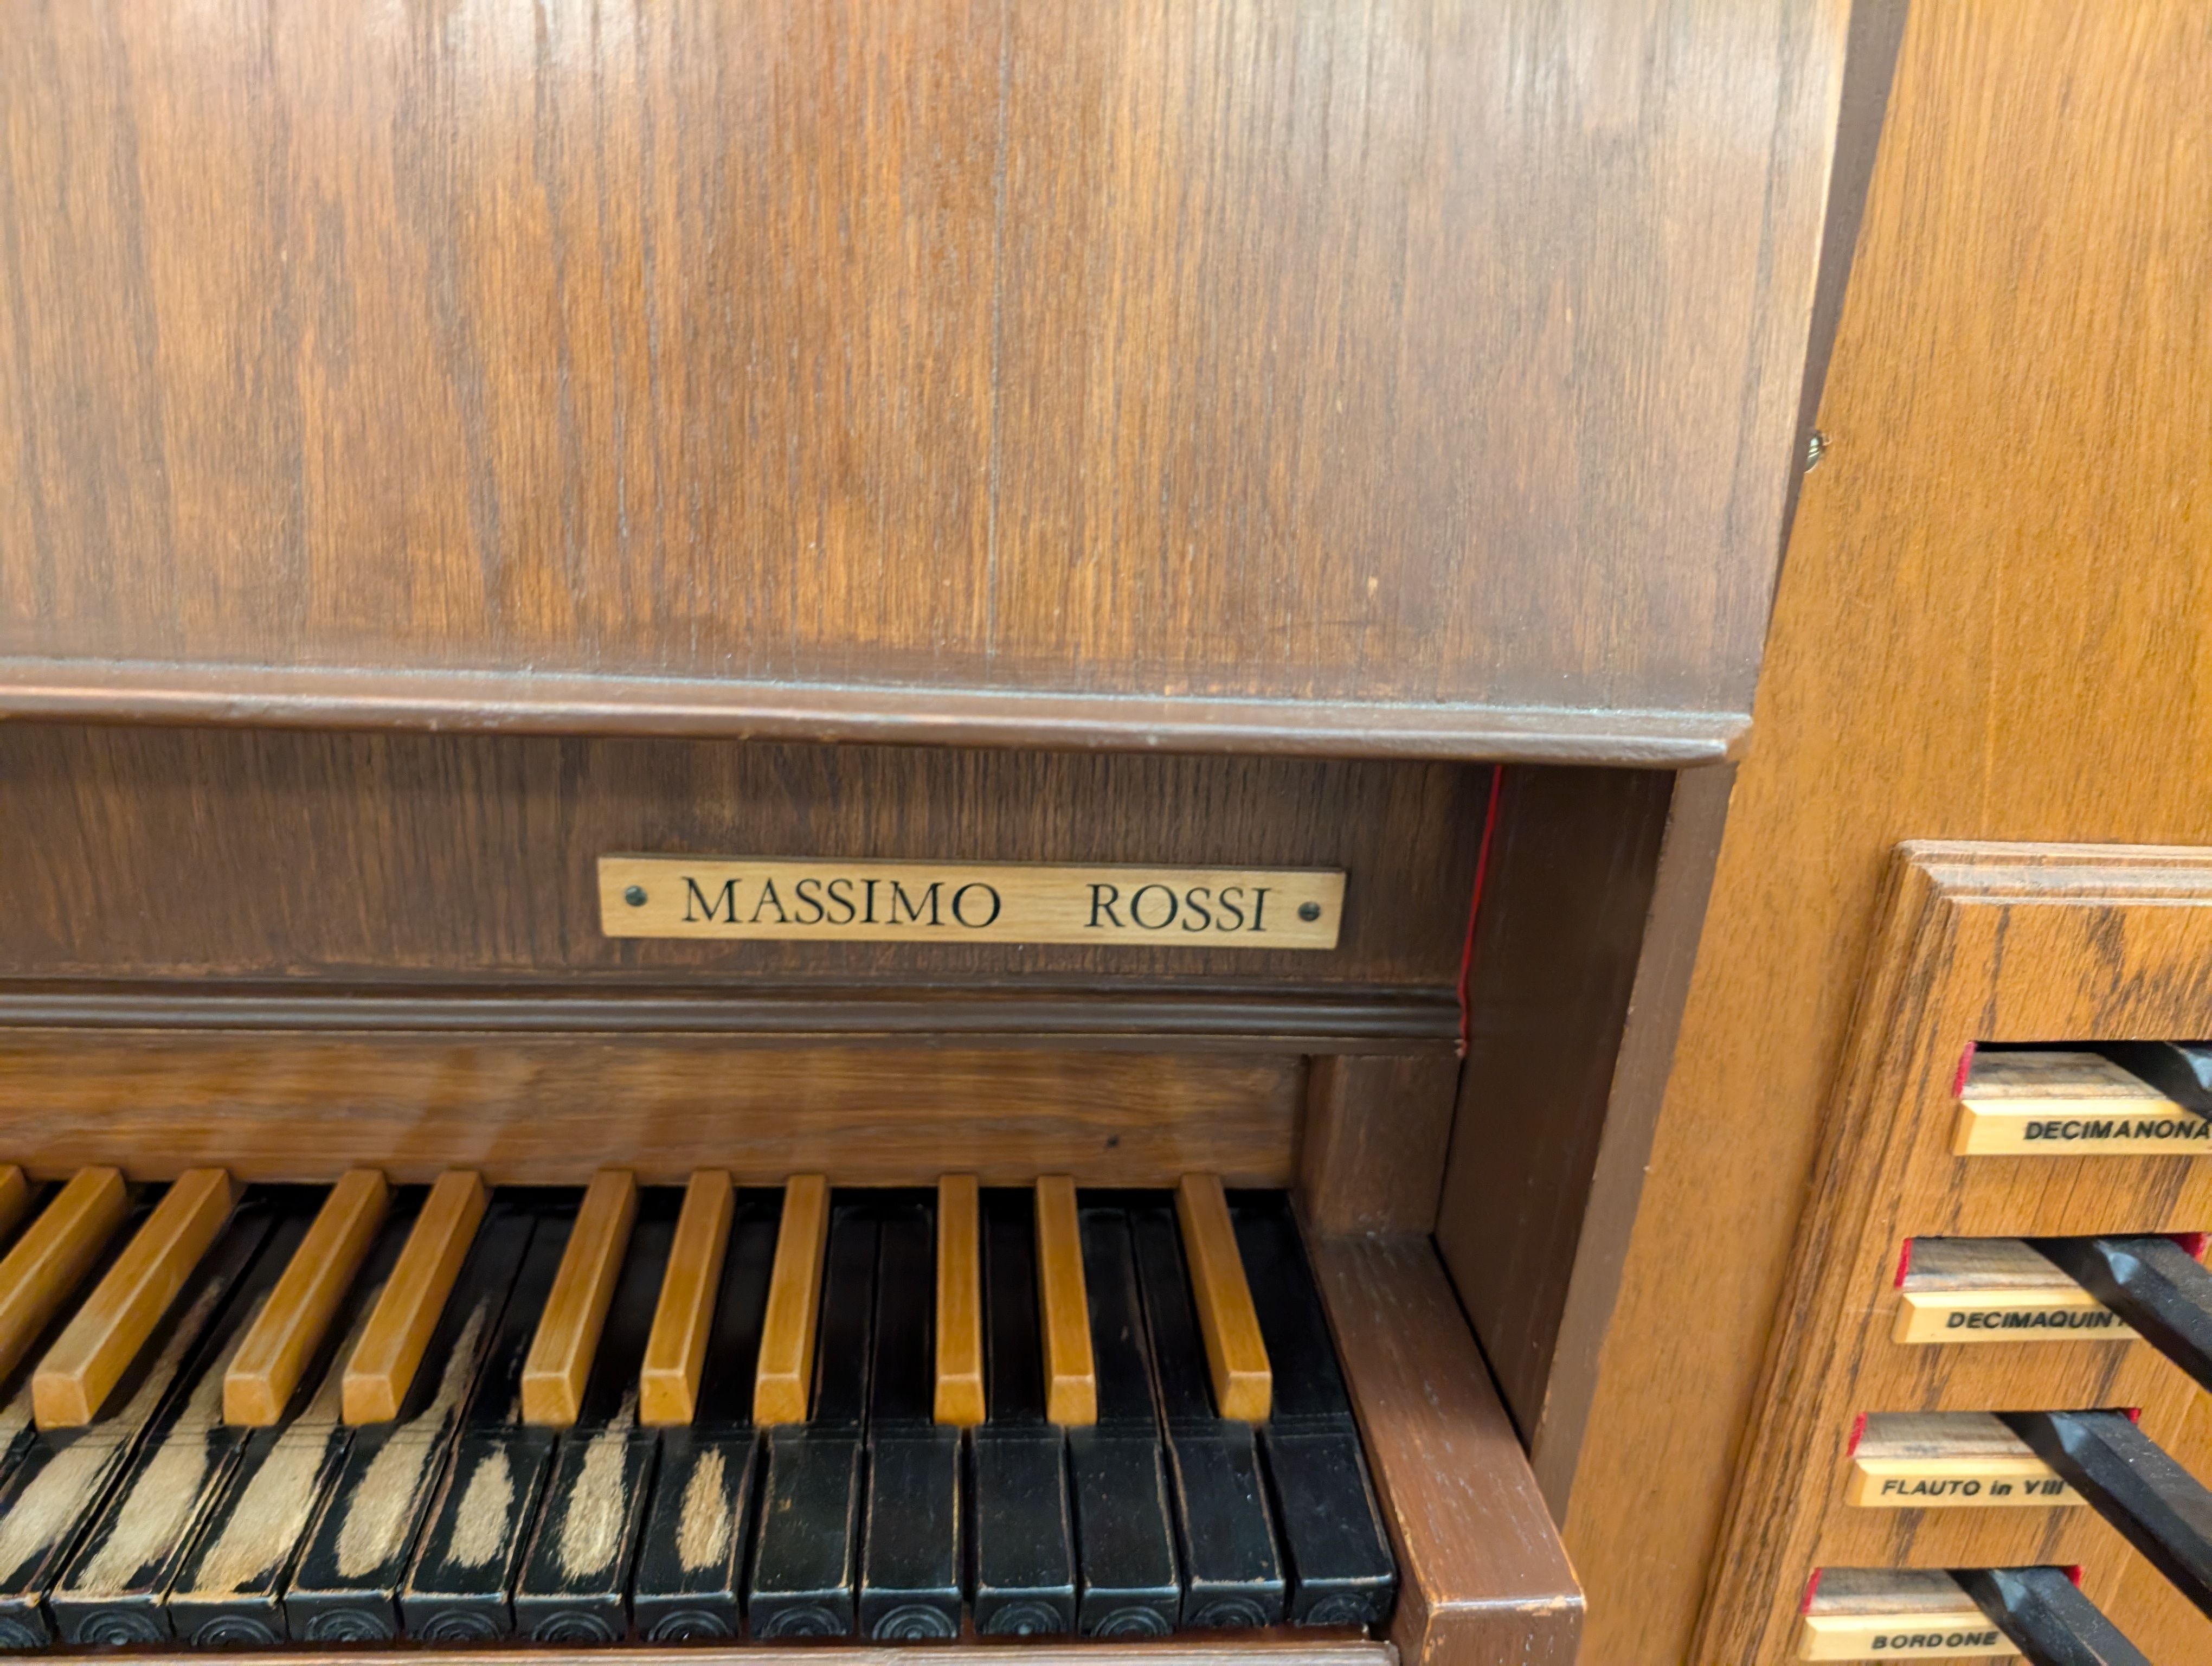 MASSIMO ROSSI
DECIMANONA
FLAUTO in VIII
BORDONE